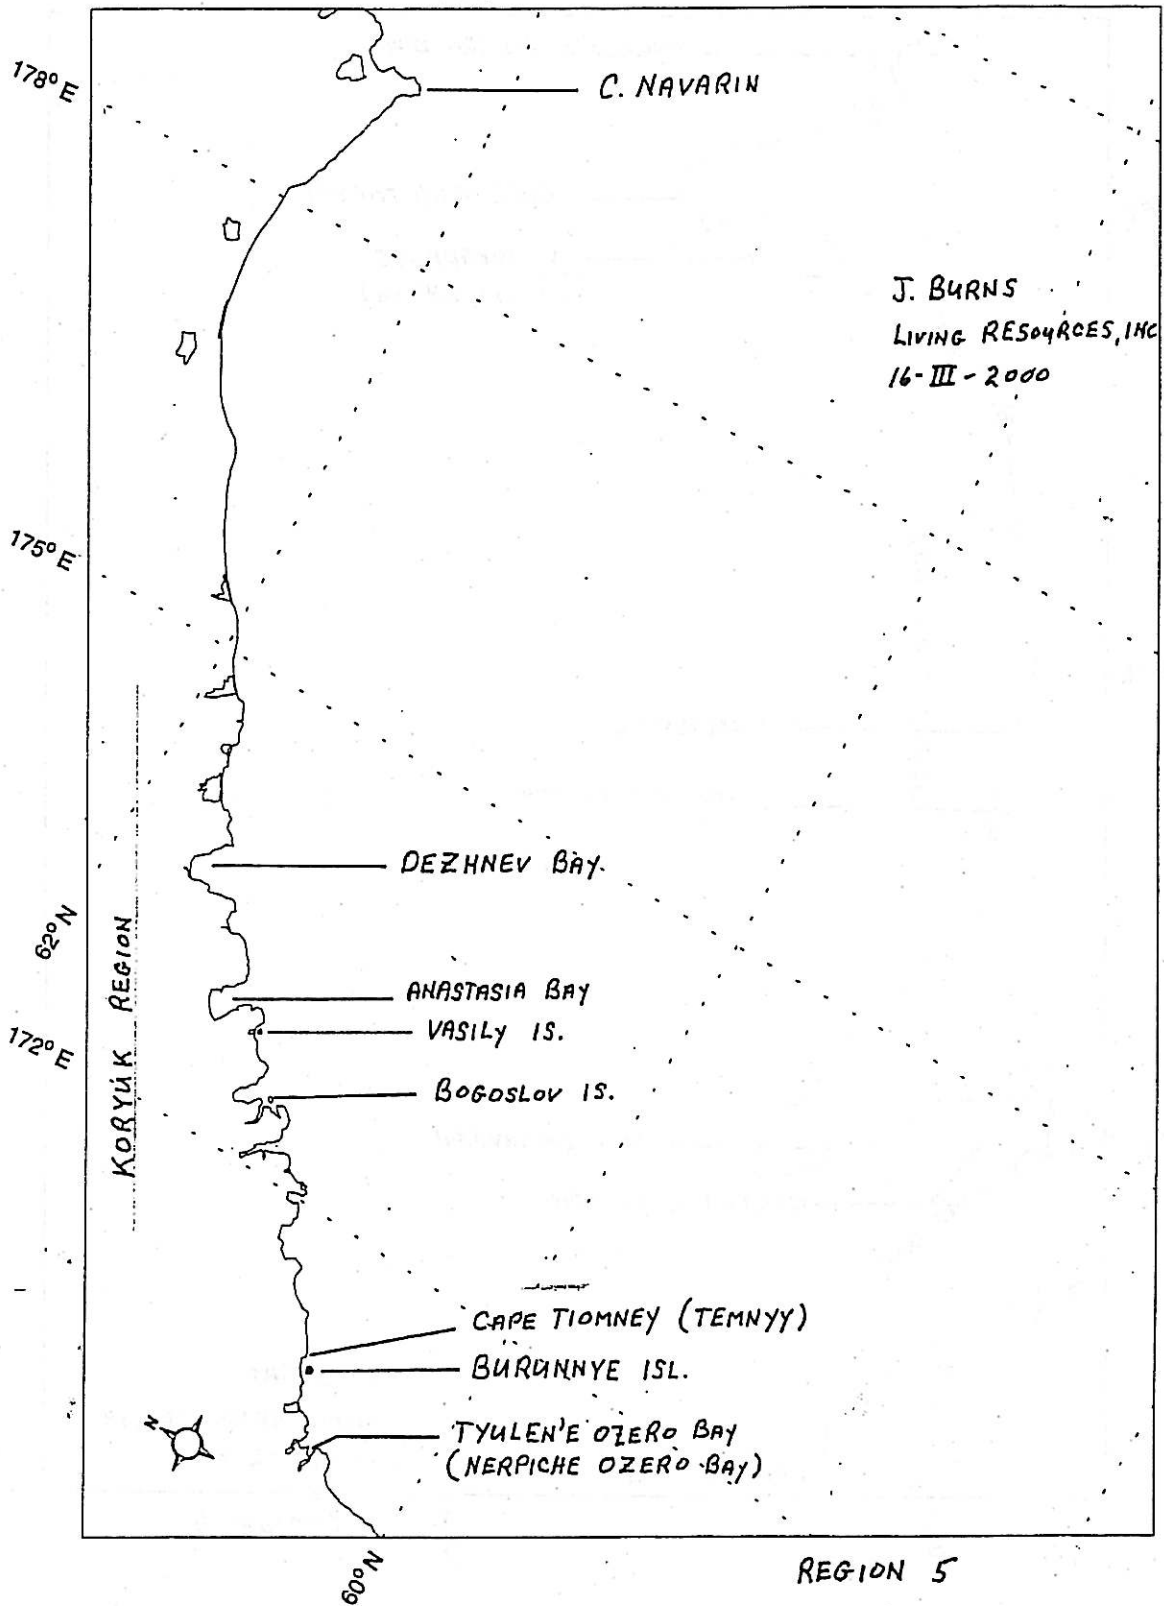 178° E
C. NAVARIN
J. BURNS
LIVING RESOURCES, INC
16-III-2000
175° E
DEZHNEV BAY.
62° N
KORYÚK REGION
ANASTASIA BAY
VASILY IS.
172° E
BOGOSLOV IS.
CAPE TIOMNEY (TEMNYY)
BURUNNYE ISL.
N
TYULEN'E OZERO BAY
(NERPICHE OZERO BAY)
60° N
REGION 5